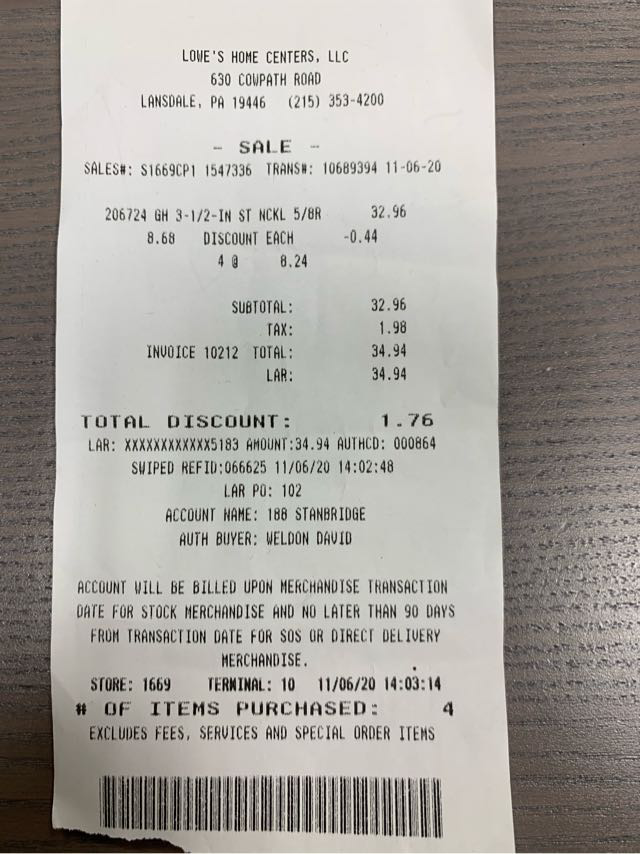 LOWE'S HOME CENTERS, LLC
630 COWPATH ROAD
LANSDALE, PA 19446 (215) 353-4200
- SALE -
SALES#: S1669CP1 1547336 TRANS#: 10689394 11-06-20
206724 GH 3-1/2-IN ST NCKL 5/8R 32.96
8.68 DISCOUNT EACH -0.44
4 @ 8.24
SUBTOTAL: 32.96
TAX: 1.98
INVOICE 10212 TOTAL: 34.94
LAR: 34.94
TOTAL DISCOUNT: 1.76
LAR: XXXXXXXXXXXX5183 AMOUNT:34.94 AUTHCD: 000864
SWIPED REFID:066625 11/06/20 14:02:48
LAR PO: 102
ACCOUNT NAME: 188 STANBRIDGE
AUTH BUYER: WELDON DAVID
ACCOUNT WILL BE BILLED UPON MERCHANDISE TRANSACTION
DATE FOR STOCK MERCHANDISE AND NO LATER THAN 90 DAYS
FROM TRANSACTION DATE FOR SOS OR DIRECT DELIVERY
MERCHANDISE.
STORE: 1669 TERMINAL: 10 11/06/20 14:03:14
# OF ITEMS PURCHASED: 4
EXCLUDES FEES, SERVICES AND SPECIAL ORDER ITEMS